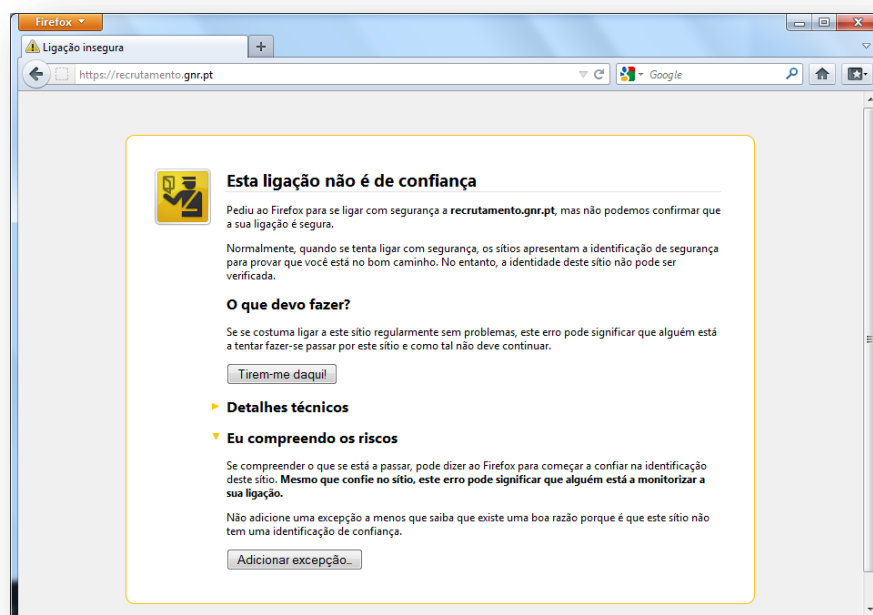 Firefox
Ligação insegura
https://recrutamento.gnr.pt
Google
Esta ligação não é de confiança
Pediu ao Firefox para se ligar com segurança a recrutamento.gnr.pt, mas não podemos confirmar que
a sua ligação é segura.
Normalmente, quando se tenta ligar com segurança, os sítios apresentam a identificação de segurança
para provar que você está no bom caminho. No entanto, a identidade deste sítio não pode ser
verificada.
O que devo fazer?
Se se costuma ligar a este sítio regularmente sem problemas, este erro pode significar que alguém está
a tentar fazer-se passar por este sítio e como tal não deve continuar.
Tirem-me daqui!
Detalhes técnicos
Eu compreendo os riscos
Se compreender o que se está a passar, pode dizer ao Firefox para começar a confiar na identificação
deste sítio. Mesmo que confie no sítio, este erro pode significar que alguém está a monitorizar a
sua ligação.
Não adicione uma excepção a menos que saiba que existe uma boa razão porque é que este sítio não
tem uma identificação de confiança.
Adicionar excepção...